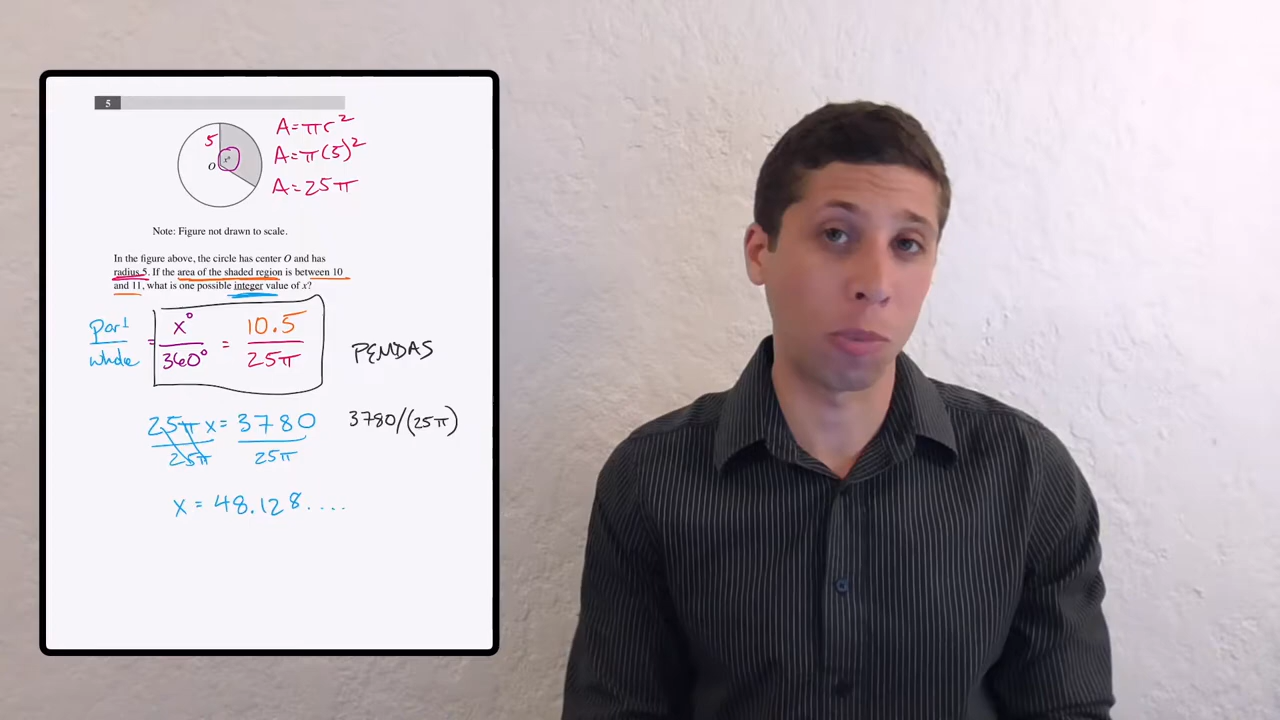 5
5
A=πr²
A=π(5)²
A=25π
O
x°
Note: Figure not drawn to scale.
In the figure above, the circle has center O and has
radius 5. If the area of the shaded region is between 10
and 11, what is one possible integer value of x?
part/whole = x°/360° = 10.5/25π
PEMDAS
25πx/25π = 3780/25π
3780/(25π)
x = 48.128....